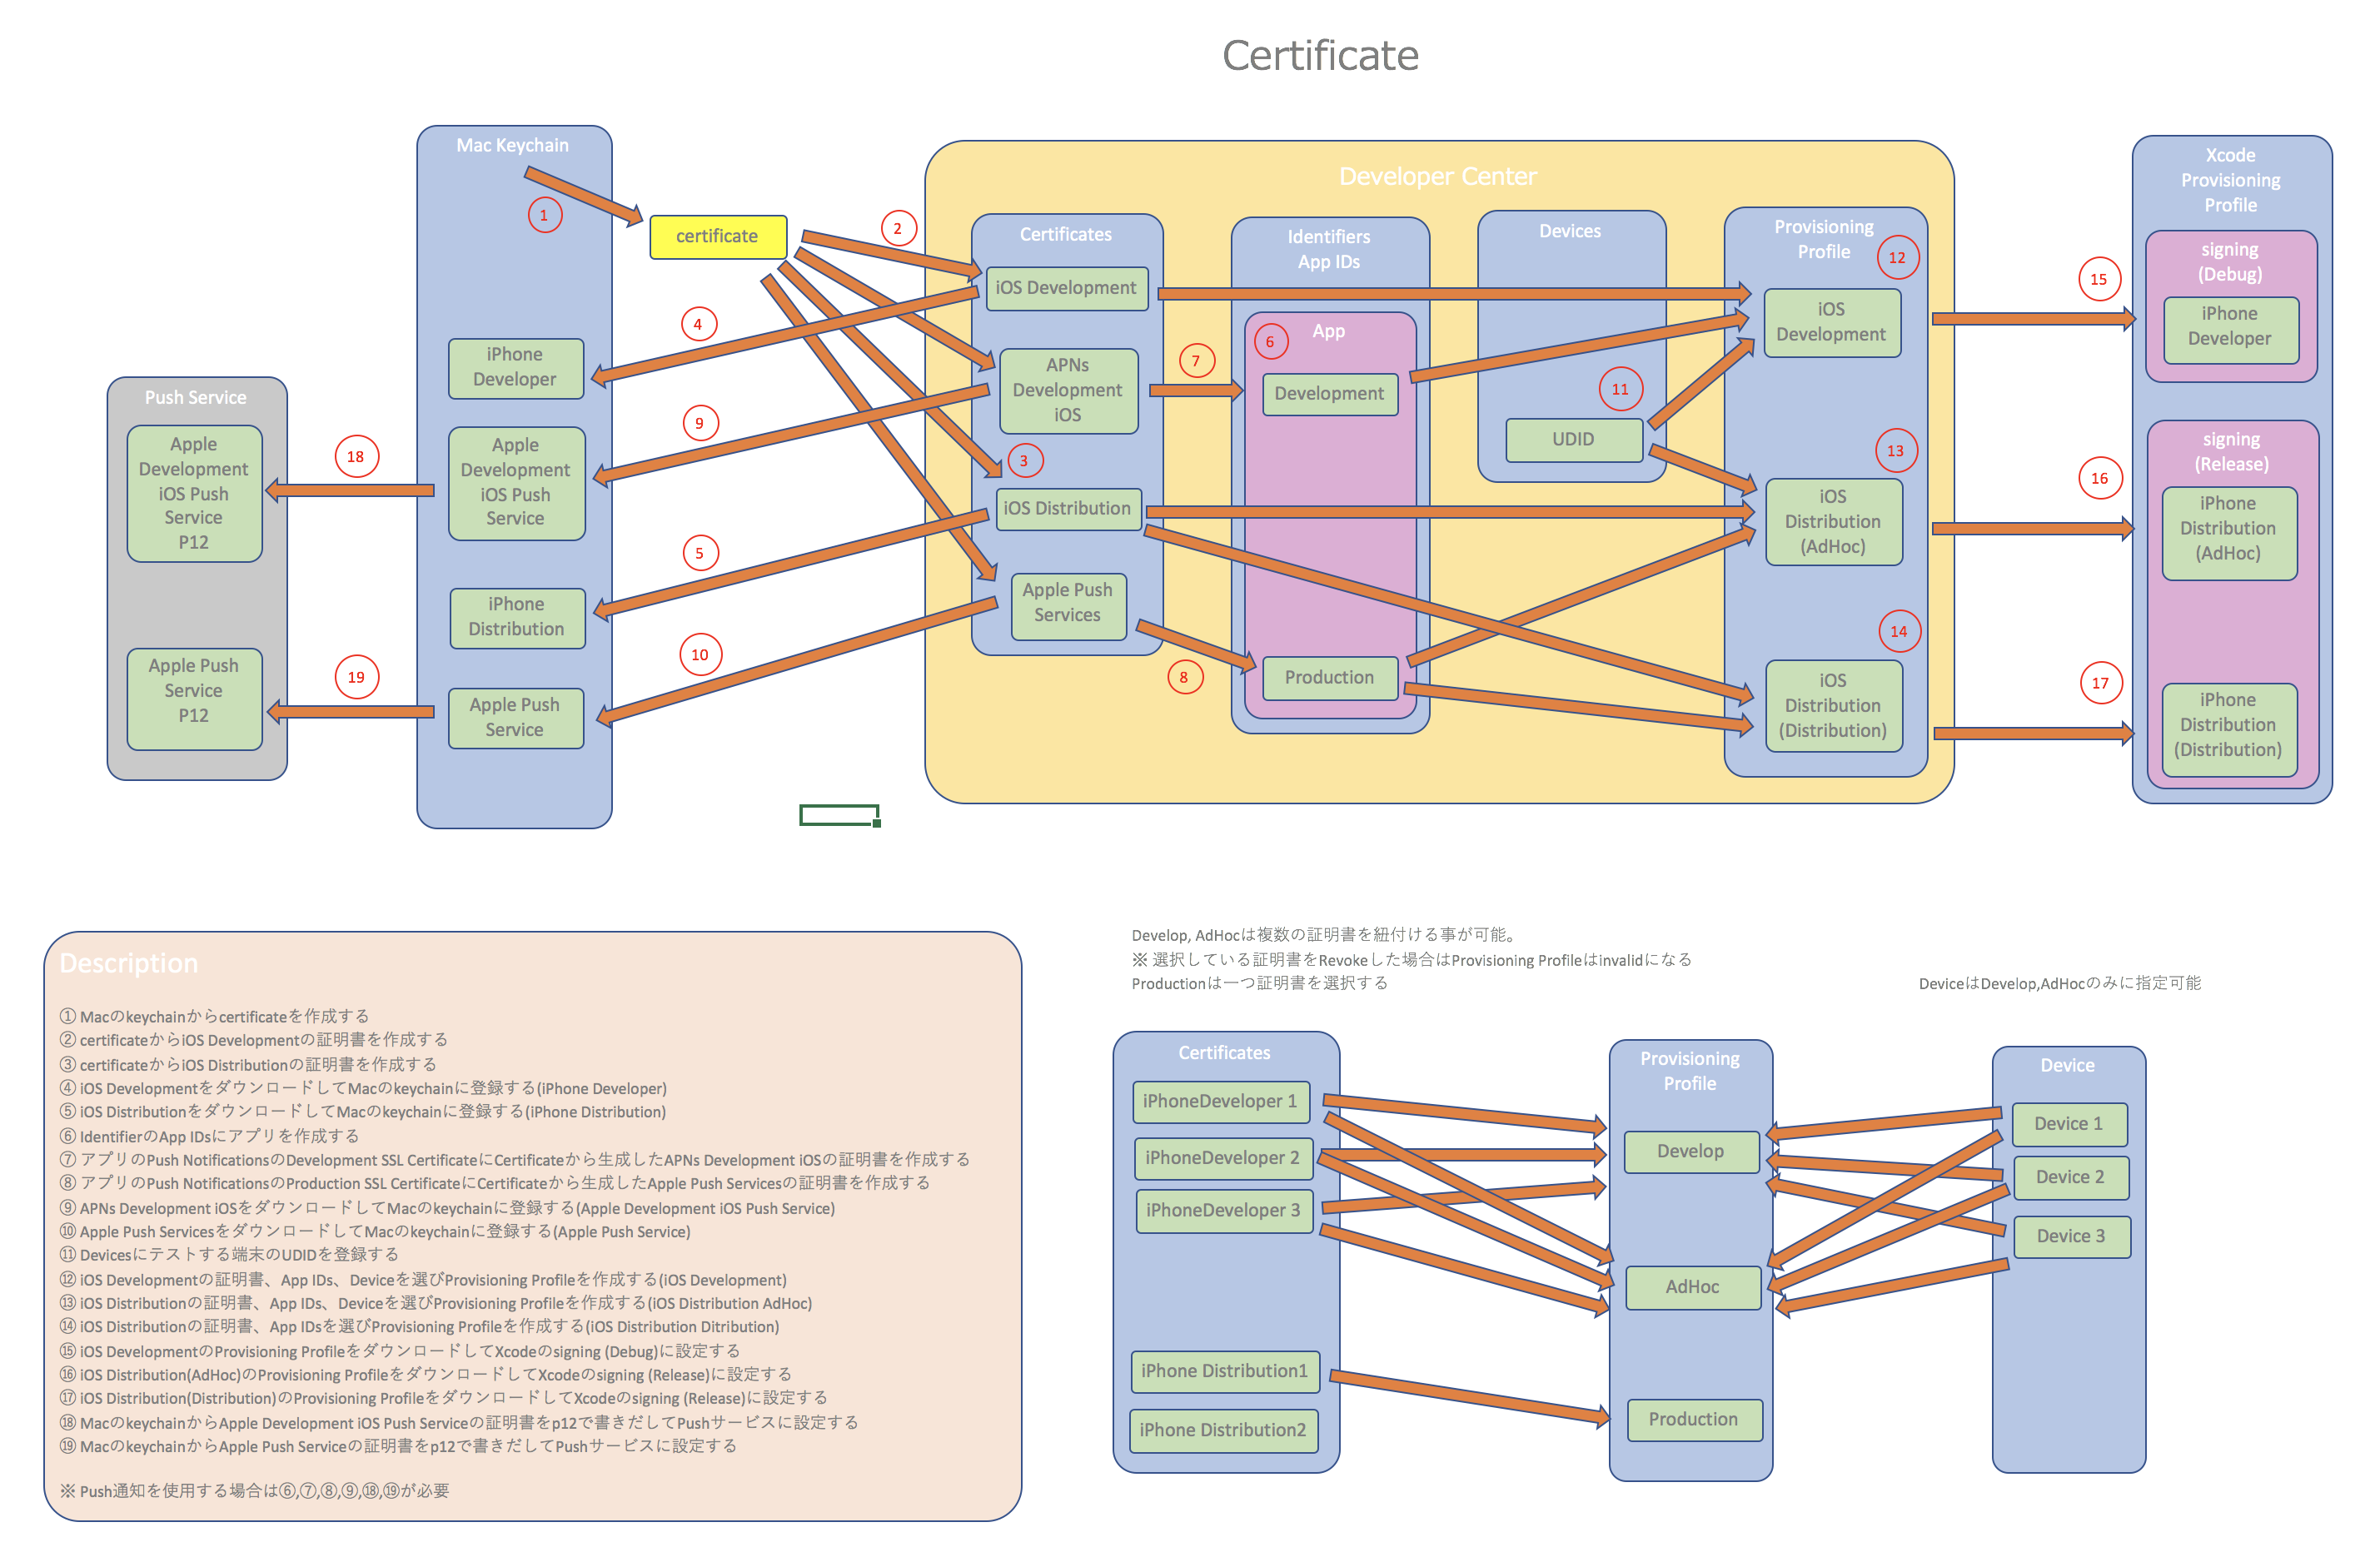 Certificate
Push Service
Apple
Development
iOS Push
Service
P12
Apple Push
Service
P12
18
19
Mac Keychain
1
iPhone
Developer
Apple
Development
iOS Push
Service
iPhone
Distribution
Apple Push
Service
certificate
2
4
9
5
10
Developer Center
Certificates
iOS Development
APNs
Development
iOS
3
iOS Distribution
Apple Push
Services
7
8
Identifiers
App IDs
6
App
Development
Production
Devices
11
UDID
Provisioning
Profile
12
iOS
Development
13
iOS
Distribution
(AdHoc)
14
iOS
Distribution
(Distribution)
15
16
17
Xcode
Provisioning
Profile
signing
(Debug)
iPhone
Developer
signing
(Release)
iPhone
Distribution
(AdHoc)
iPhone
Distribution
(Distribution)
Description
① Macのkeychainからcertificateを作成する
② certificateからiOS Developmentの証明書を作成する
③ certificateからiOS Distributionの証明書を作成する
④ iOS DevelopmentをダウンロードしてMacのkeychainに登録する(iPhone Developer)
⑤ iOS DistributionをダウンロードしてMacのkeychainに登録する(iPhone Distribution)
⑥ IdentifierのApp IDsにアプリを作成する
⑦ アプリのPush NotificationsのDevelopment SSL CertificateにCertificateから生成したAPNs Development iOSの証明書を作成する
⑧ アプリのPush NotificationsのProduction SSL CertificateにCertificateから生成したApple Push Servicesの証明書を作成する
⑨ APNs Development iOSをダウンロードしてMacのkeychainに登録する(Apple Development iOS Push Service)
⑩ Apple Push ServicesをダウンロードしてMacのkeychainに登録する(Apple Push Service)
⑪ Devicesにテストする端末のUDIDを登録する
⑫ iOS Developmentの証明書、App IDs、Deviceを選びProvisioning Profileを作成する(iOS Development)
⑬ iOS Distributionの証明書、App IDs、Deviceを選びProvisioning Profileを作成する(iOS Distribution AdHoc)
⑭ iOS Distributionの証明書、App IDsを選びProvisioning Profileを作成する(iOS Distribution Ditribution)
⑮ iOS DevelopmentのProvisioning ProfileをダウンロードしてXcodeのsigning (Debug)に設定する
⑯ iOS Distribution(AdHoc)のProvisioning ProfileをダウンロードしてXcodeのsigning (Release)に設定する
⑰ iOS Distribution(Distribution)のProvisioning ProfileをダウンロードしてXcodeのsigning (Release)に設定する
⑱ MacのkeychainからApple Development iOS Push Serviceの証明書をp12で書きだしてPushサービスに設定する
⑲ MacのkeychainからApple Push Serviceの証明書をp12で書きだしてPushサービスに設定する
※ Push通知を使用する場合は⑥,⑦,⑧,⑨,⑱,⑲が必要
Develop, AdHocは複数の証明書を紐付ける事が可能。
※ 選択している証明書をRevokeした場合はProvisioning Profileはinvalidになる
Productionは一つ証明書を選択する
DeviceはDevelop,AdHocのみに指定可能
Certificates
iPhoneDeveloper 1
iPhoneDeveloper 2
iPhoneDeveloper 3
iPhone Distribution1
iPhone Distribution2
Provisioning
Profile
Develop
AdHoc
Production
Device
Device 1
Device 2
Device 3